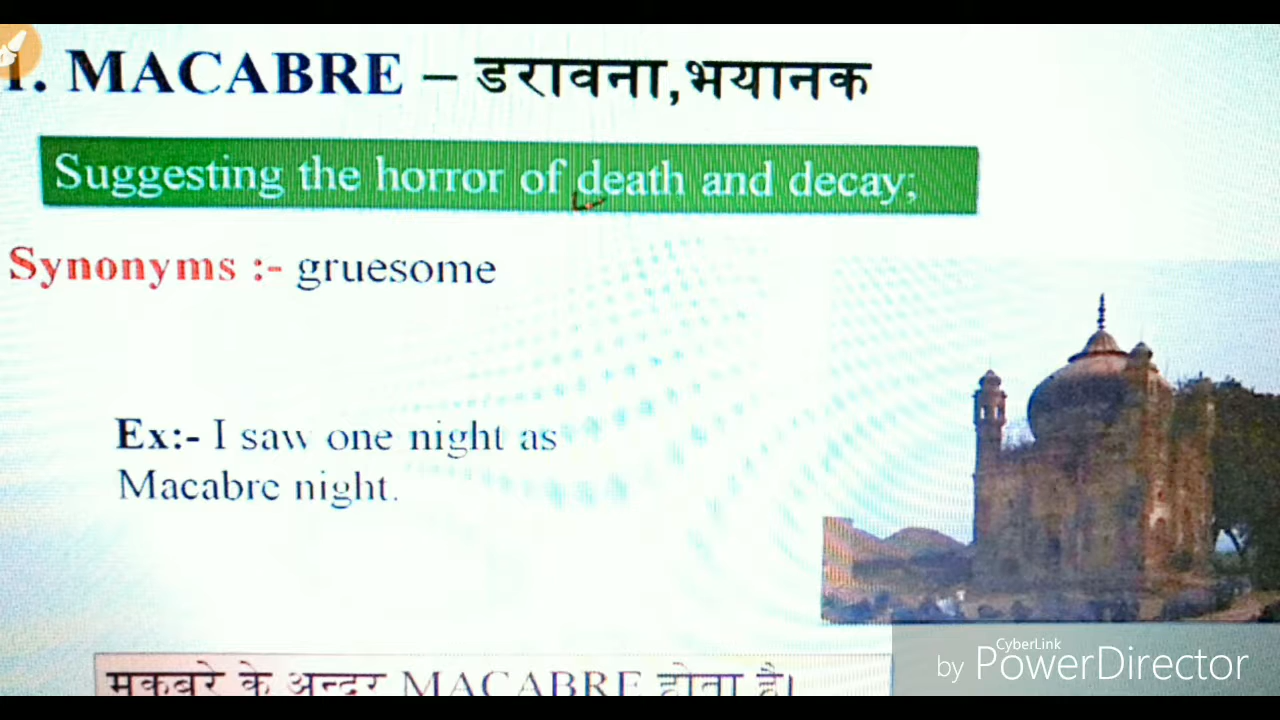 1. MACABRE – डरावना,भयानक
Suggesting the horror of death and decay;
Synonyms :- gruesome
Ex:- I saw one night as
Macabre night.
मकबरे के अन्दर MACABRE होता है।
CyberLink
by PowerDirector